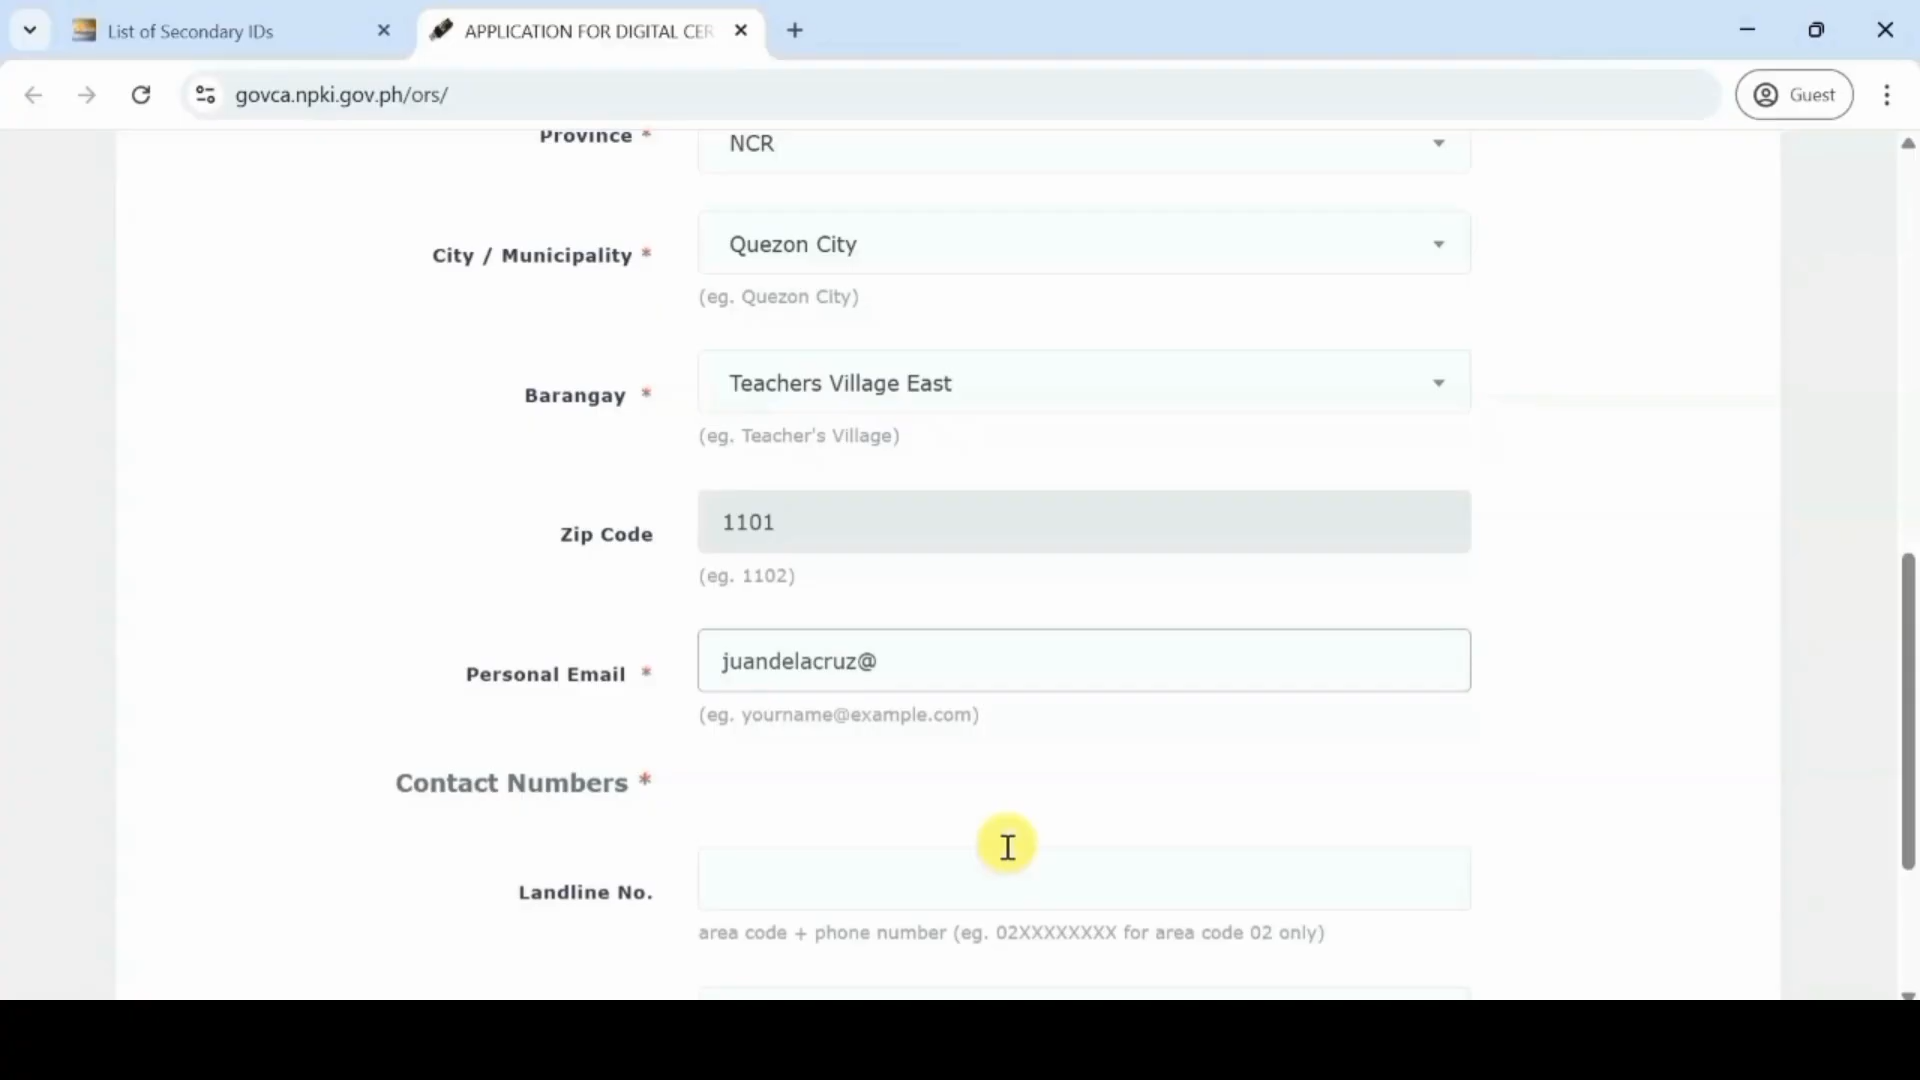 List of Secondary IDs
APPLICATION FOR DIGITAL CER
govca.npki.gov.ph/ors/
Guest
Province *
NCR
City / Municipality *
Quezon City
(eg. Quezon City)
Barangay *
Teachers Village East
(eg. Teacher's Village)
Zip Code
1101
(eg. 1102)
Personal Email *
juandelacruz@
(eg. yourname@example.com)
Contact Numbers *
Landline No.
area code + phone number (eg. 02XXXXXXXX for area code 02 only)